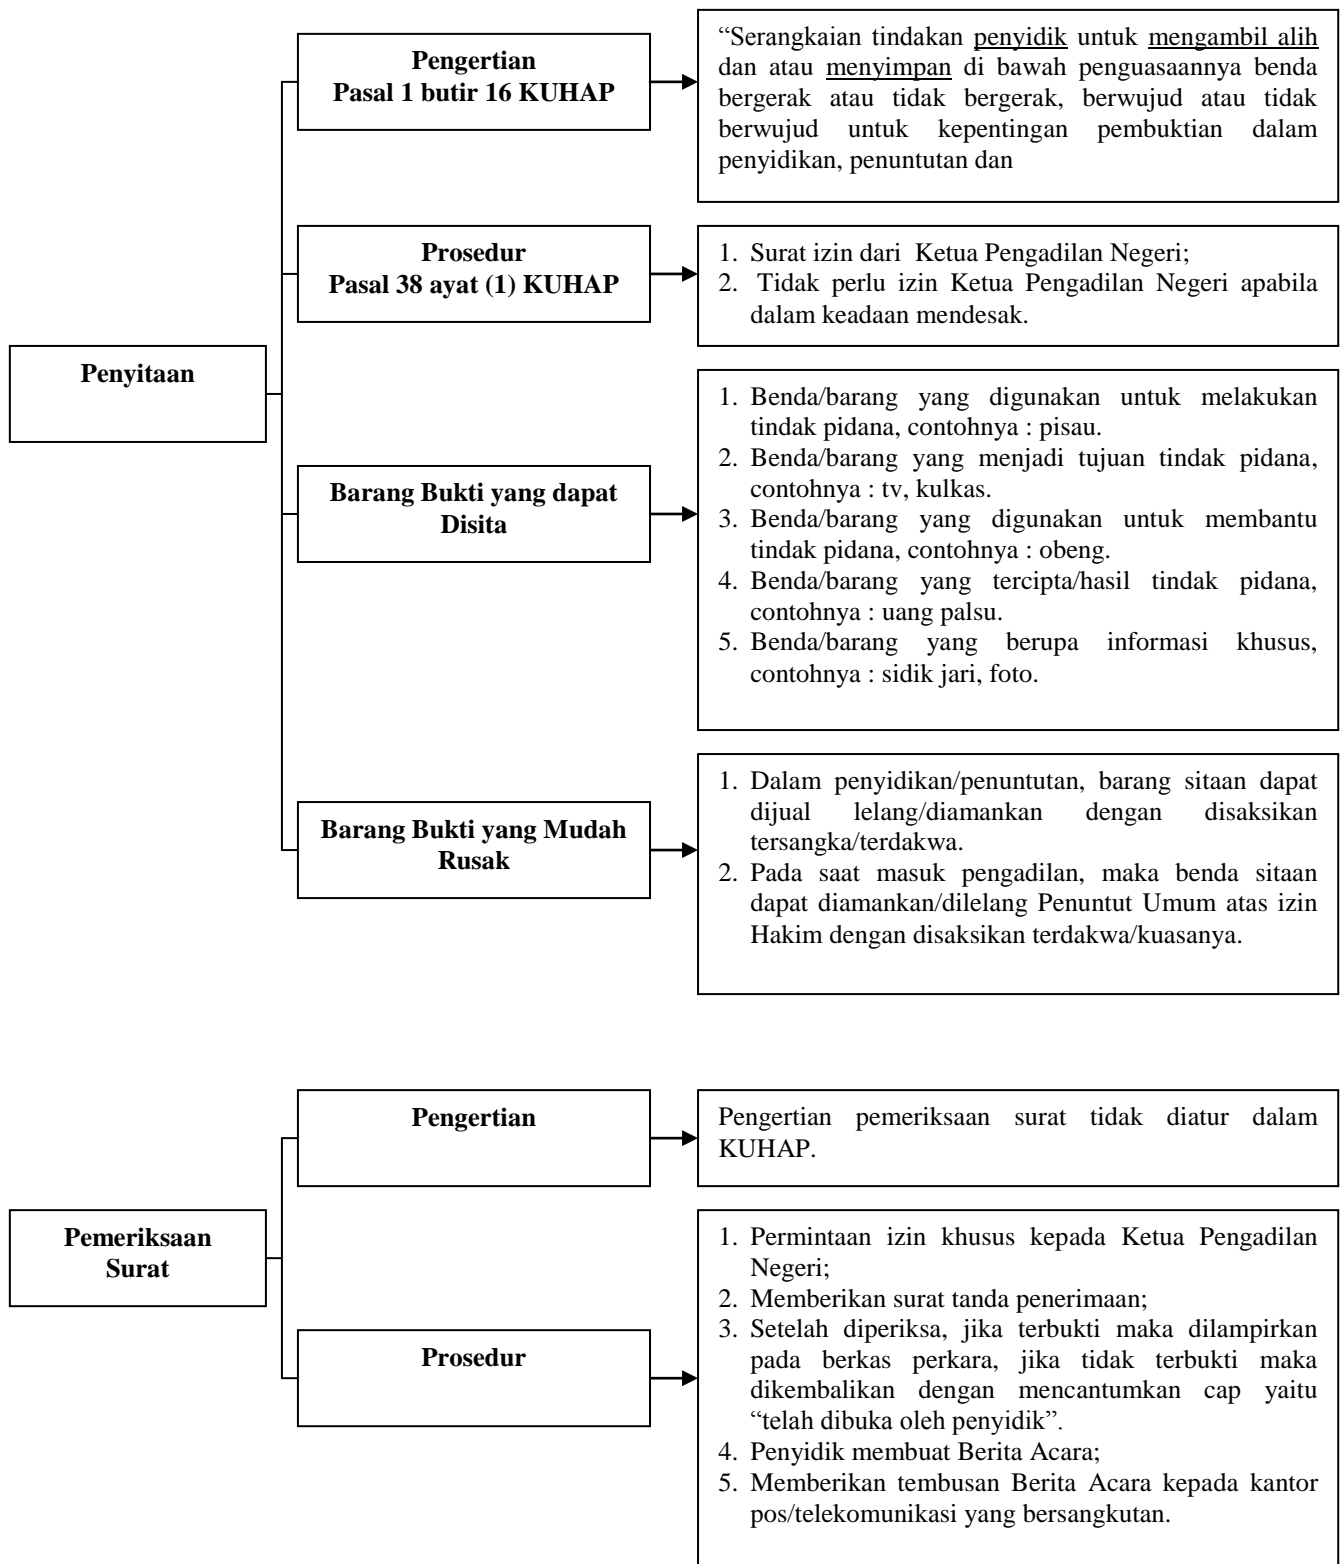 Penyitaan
Pengertian
Pasal 1 butir 16 KUHAP
“Serangkaian tindakan penyidik untuk mengambil alih
dan atau menyimpan di bawah penguasaannya benda
bergerak atau tidak bergerak, berwujud atau tidak
berwujud untuk kepentingan pembuktian dalam
penyidikan, penuntutan dan
Prosedur
Pasal 38 ayat (1) KUHAP
1. Surat izin dari Ketua Pengadilan Negeri;
2. Tidak perlu izin Ketua Pengadilan Negeri apabila
dalam keadaan mendesak.
Barang Bukti yang dapat
Disita
1. Benda/barang yang digunakan untuk melakukan
tindak pidana, contohnya : pisau.
2. Benda/barang yang menjadi tujuan tindak pidana,
contohnya : tv, kulkas.
3. Benda/barang yang digunakan untuk membantu
tindak pidana, contohnya : obeng.
4. Benda/barang yang tercipta/hasil tindak pidana,
contohnya : uang palsu.
5. Benda/barang yang berupa informasi khusus,
contohnya : sidik jari, foto.
Barang Bukti yang Mudah
Rusak
1. Dalam penyidikan/penuntutan, barang sitaan dapat
dijual lelang/diamankan dengan disaksikan
tersangka/terdakwa.
2. Pada saat masuk pengadilan, maka benda sitaan
dapat diamankan/dilelang Penuntut Umum atas izin
Hakim dengan disaksikan terdakwa/kuasanya.
Pemeriksaan
Surat
Pengertian
Pengertian pemeriksaan surat tidak diatur dalam
KUHAP.
Prosedur
1. Permintaan izin khusus kepada Ketua Pengadilan
Negeri;
2. Memberikan surat tanda penerimaan;
3. Setelah diperiksa, jika terbukti maka dilampirkan
pada berkas perkara, jika tidak terbukti maka
dikembalikan dengan mencantumkan cap yaitu
“telah dibuka oleh penyidik”.
4. Penyidik membuat Berita Acara;
5. Memberikan tembusan Berita Acara kepada kantor
pos/telekomunikasi yang bersangkutan.